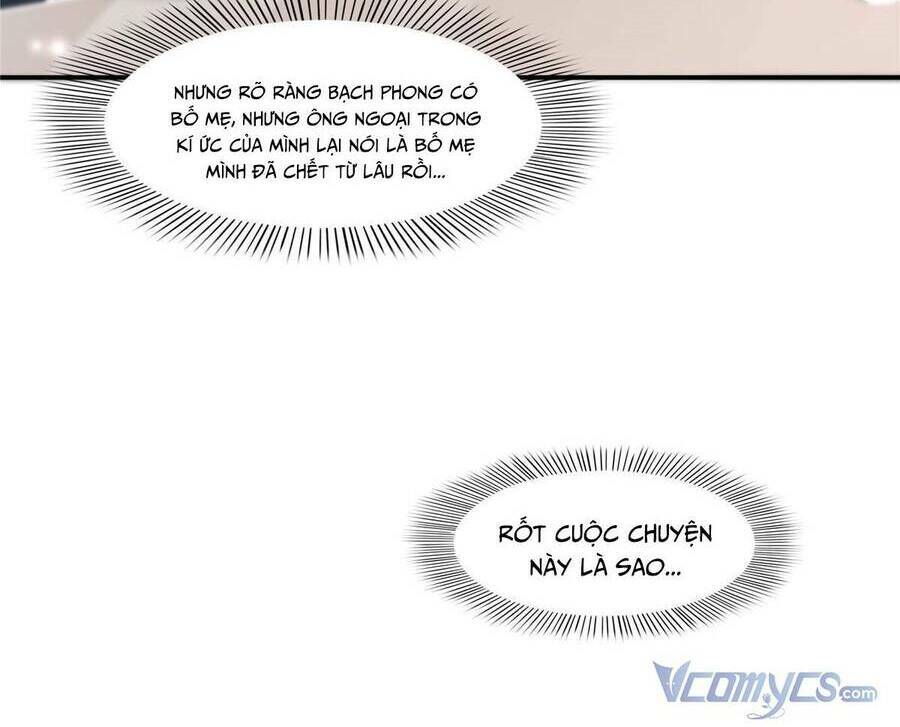 NHƯNG RÕ RÀNG BẠCH PHONG CÓ
BỐ MẸ, NHƯNG ÔNG NGOẠI TRONG
KÍ ỨC CỦA MÌNH LẠI NÓI LÀ BỐ MẸ
MÌNH ĐÃ CHẾT TỪ LÂU RỒI...
RỐT CUỘC CHUYỆN
NÀY LÀ SAO...
VCOMYCS.com